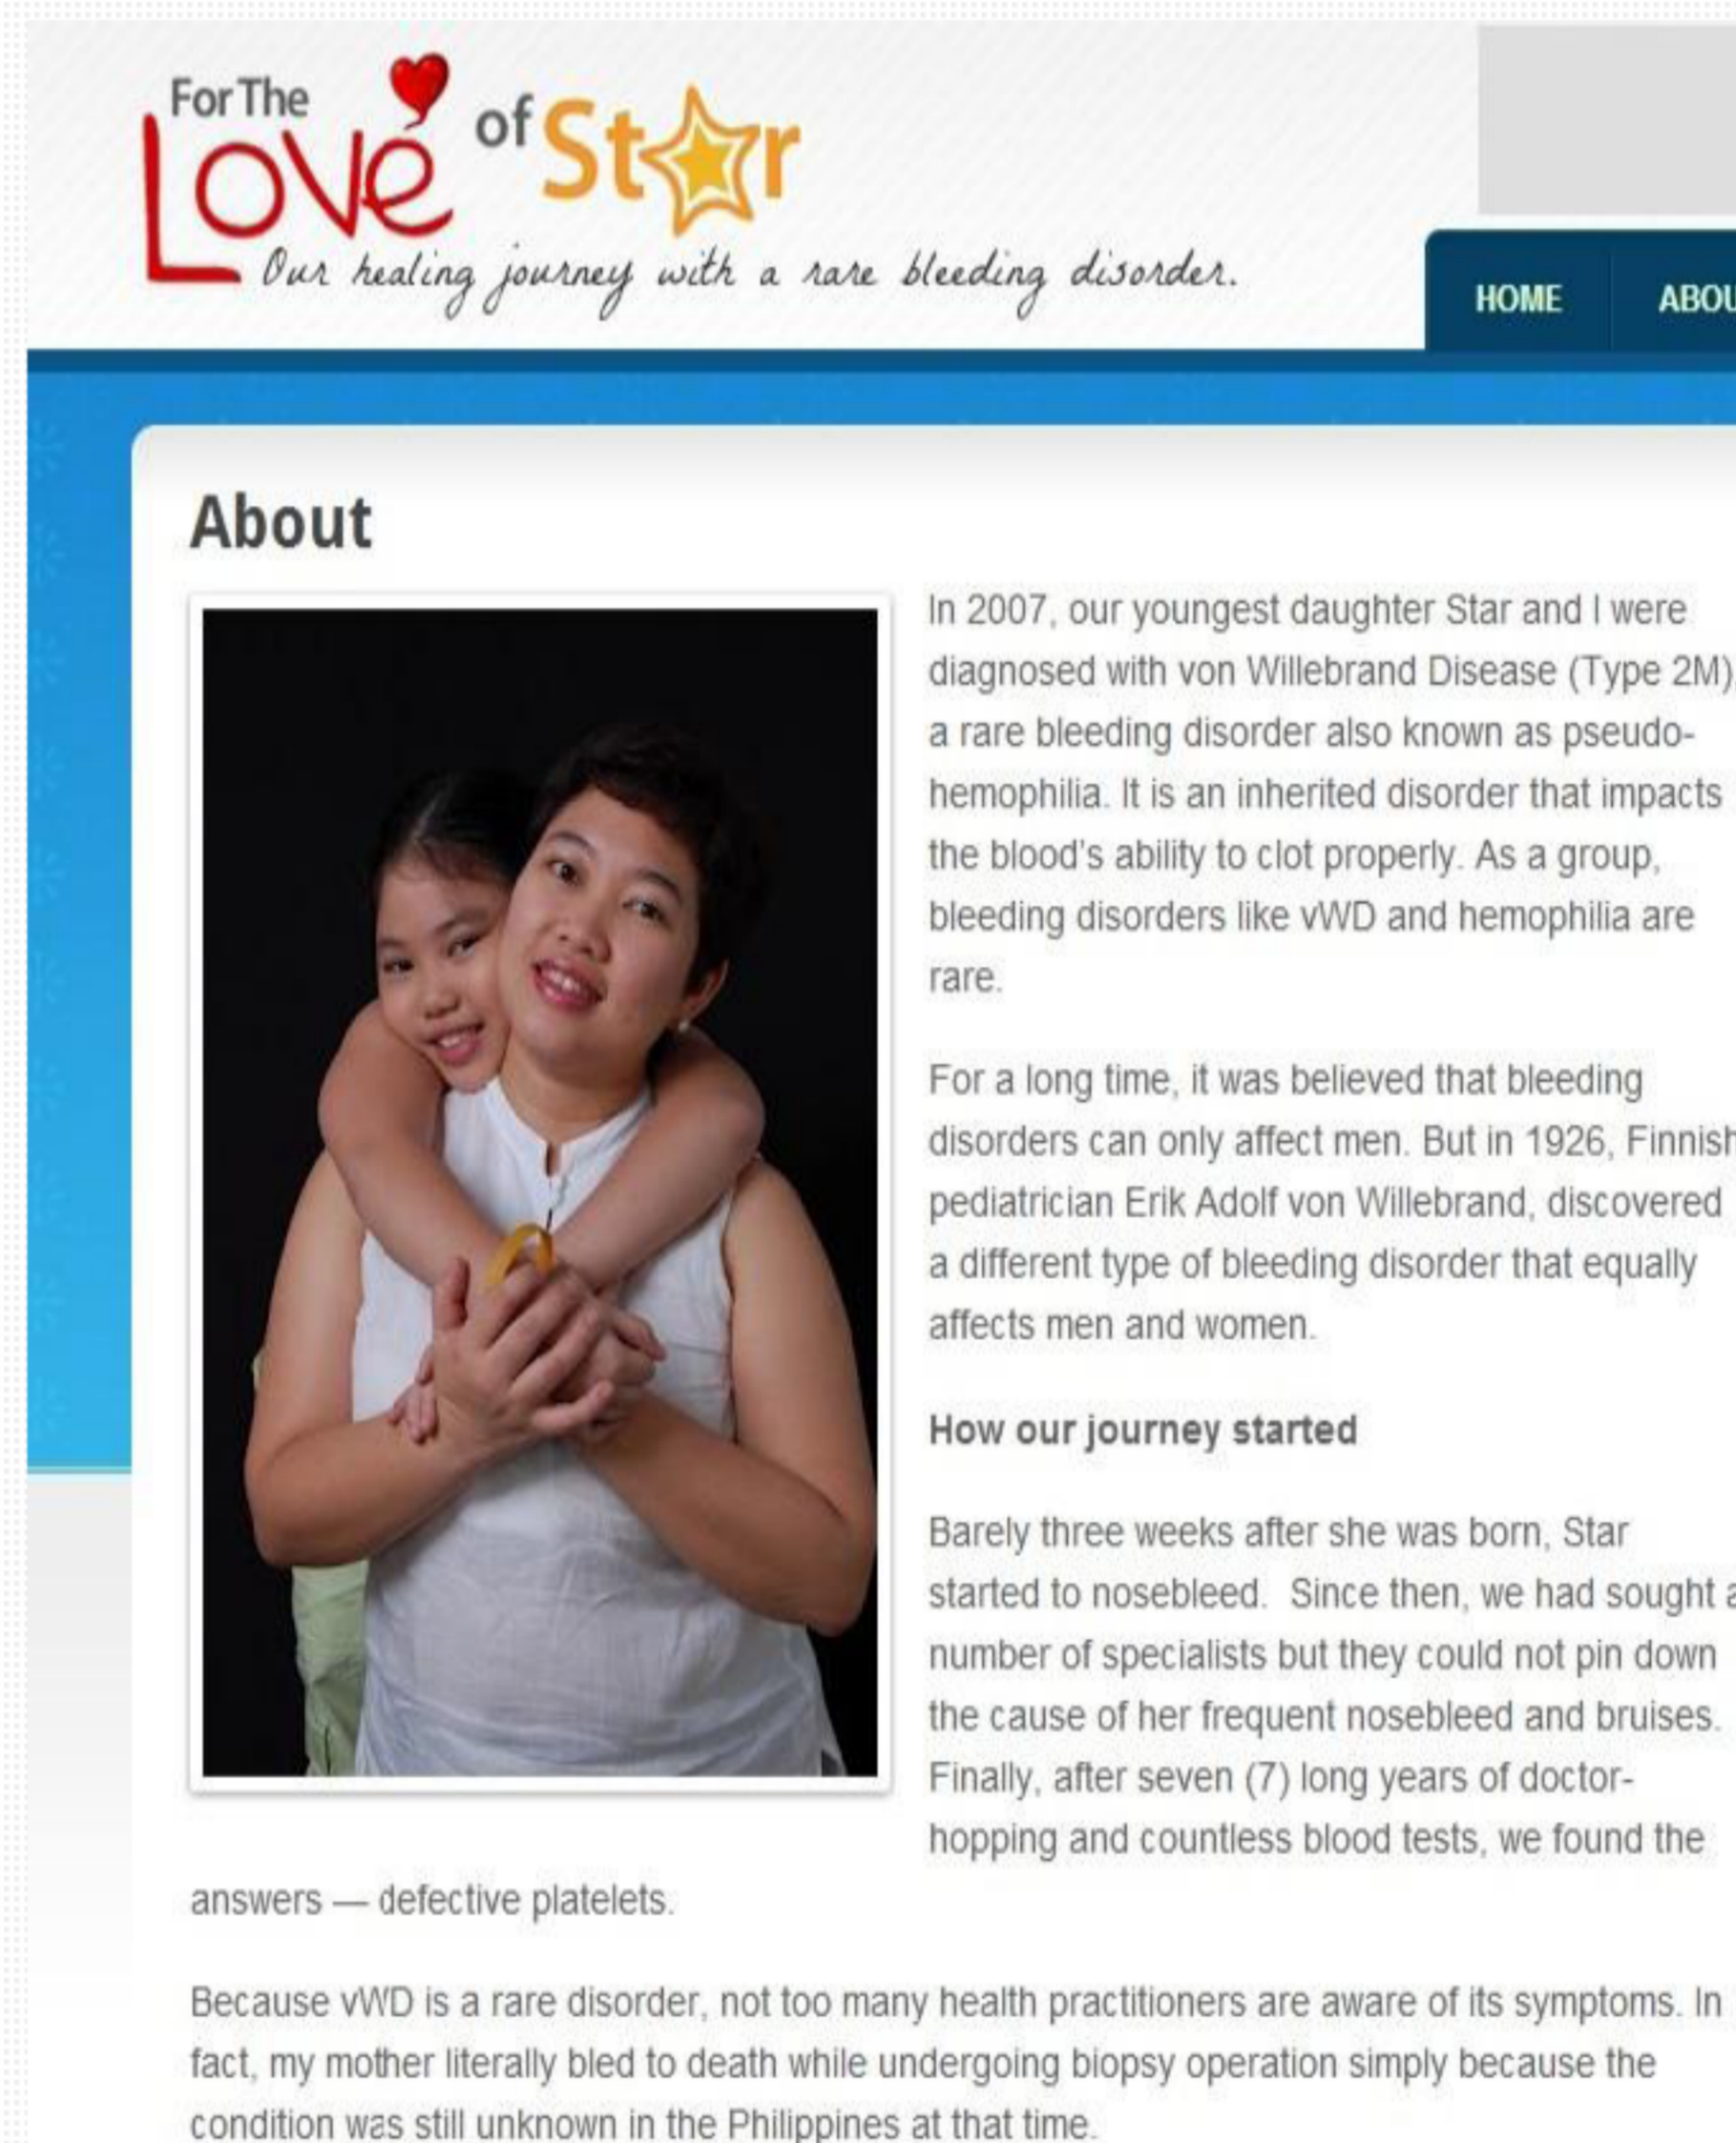 For The
Love of Star
Our healing journey with a rare bleeding disorder.
HOME
About
In 2007, our youngest daughter Star and I were
diagnosed with von Willebrand Disease (Type 2M),
a rare bleeding disorder also known as pseudo-
hemophilia. It is an inherited disorder that impacts
the blood's ability to clot properly. As a group,
bleeding disorders like vWD and hemophilia are
rare.
For a long time, it was believed that bleeding
disorders can only affect men. But in 1926, Finnish
pediatrician Erik Adolf von Willebrand, discovered
a different type of bleeding disorder that equally
affects men and women.
How our journey started
Barely three weeks after she was born, Star
started to nosebleed. Since then, we had sought a
number of specialists but they could not pin down
the cause of her frequent nosebleed and bruises.
Finally, after seven (7) long years of doctor-
hopping and countless blood tests, we found the
answers — defective platelets.
Because vWD is a rare disorder, not too many health practitioners are aware of its symptoms. In
fact, my mother literally bled to death while undergoing biopsy operation simply because the
condition was still unknown in the Philippines at that time.